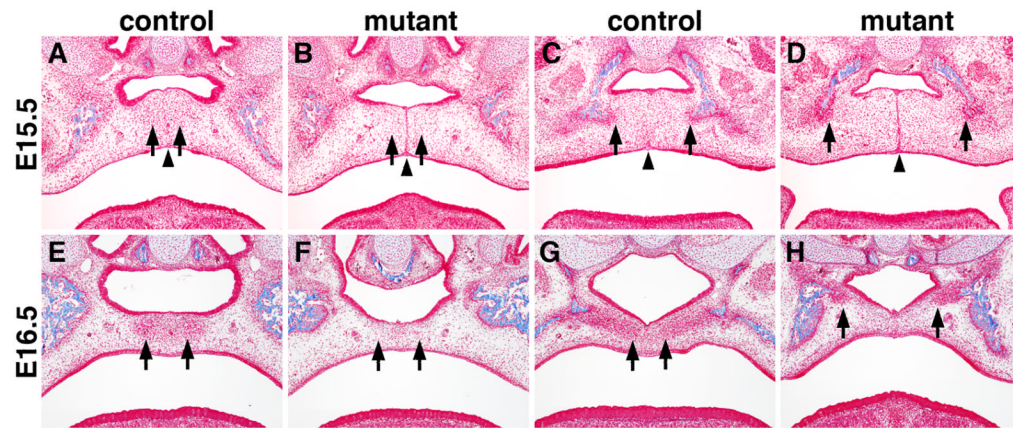 control mutant control mutant
A B C D
E15.5
E F G H
E16.5